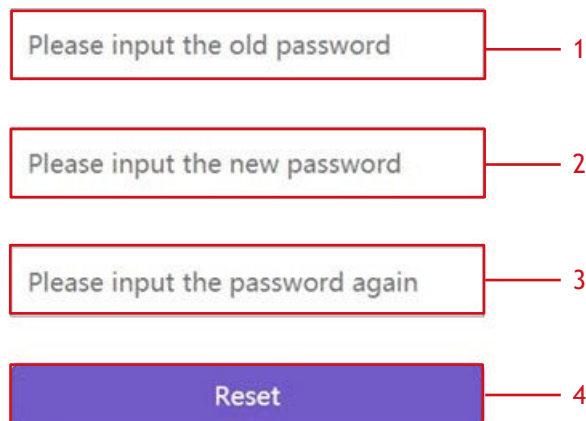 Please input the old password 1
Please input the new password 2
Please input the password again 3
Reset 4